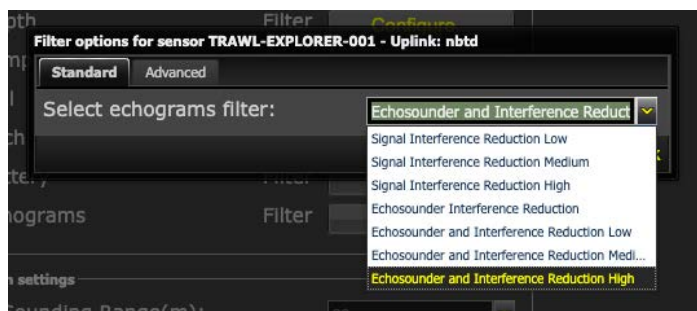 Filter
Configure
Filter options for sensor TRAWL-EXPLORER-001 - Uplink: nbtd
Standard Advanced
Select echograms filter: Echosounder and Interference Reduct
Signal Interference Reduction Low
Signal Interference Reduction Medium
Signal Interference Reduction High
Echosounder Interference Reduction
Echosounder and Interference Reduction Low
ograms Filter
Echosounder and Interference Reduction Medi...
Echosounder and Interference Reduction High
settings
Sounding Range(m):